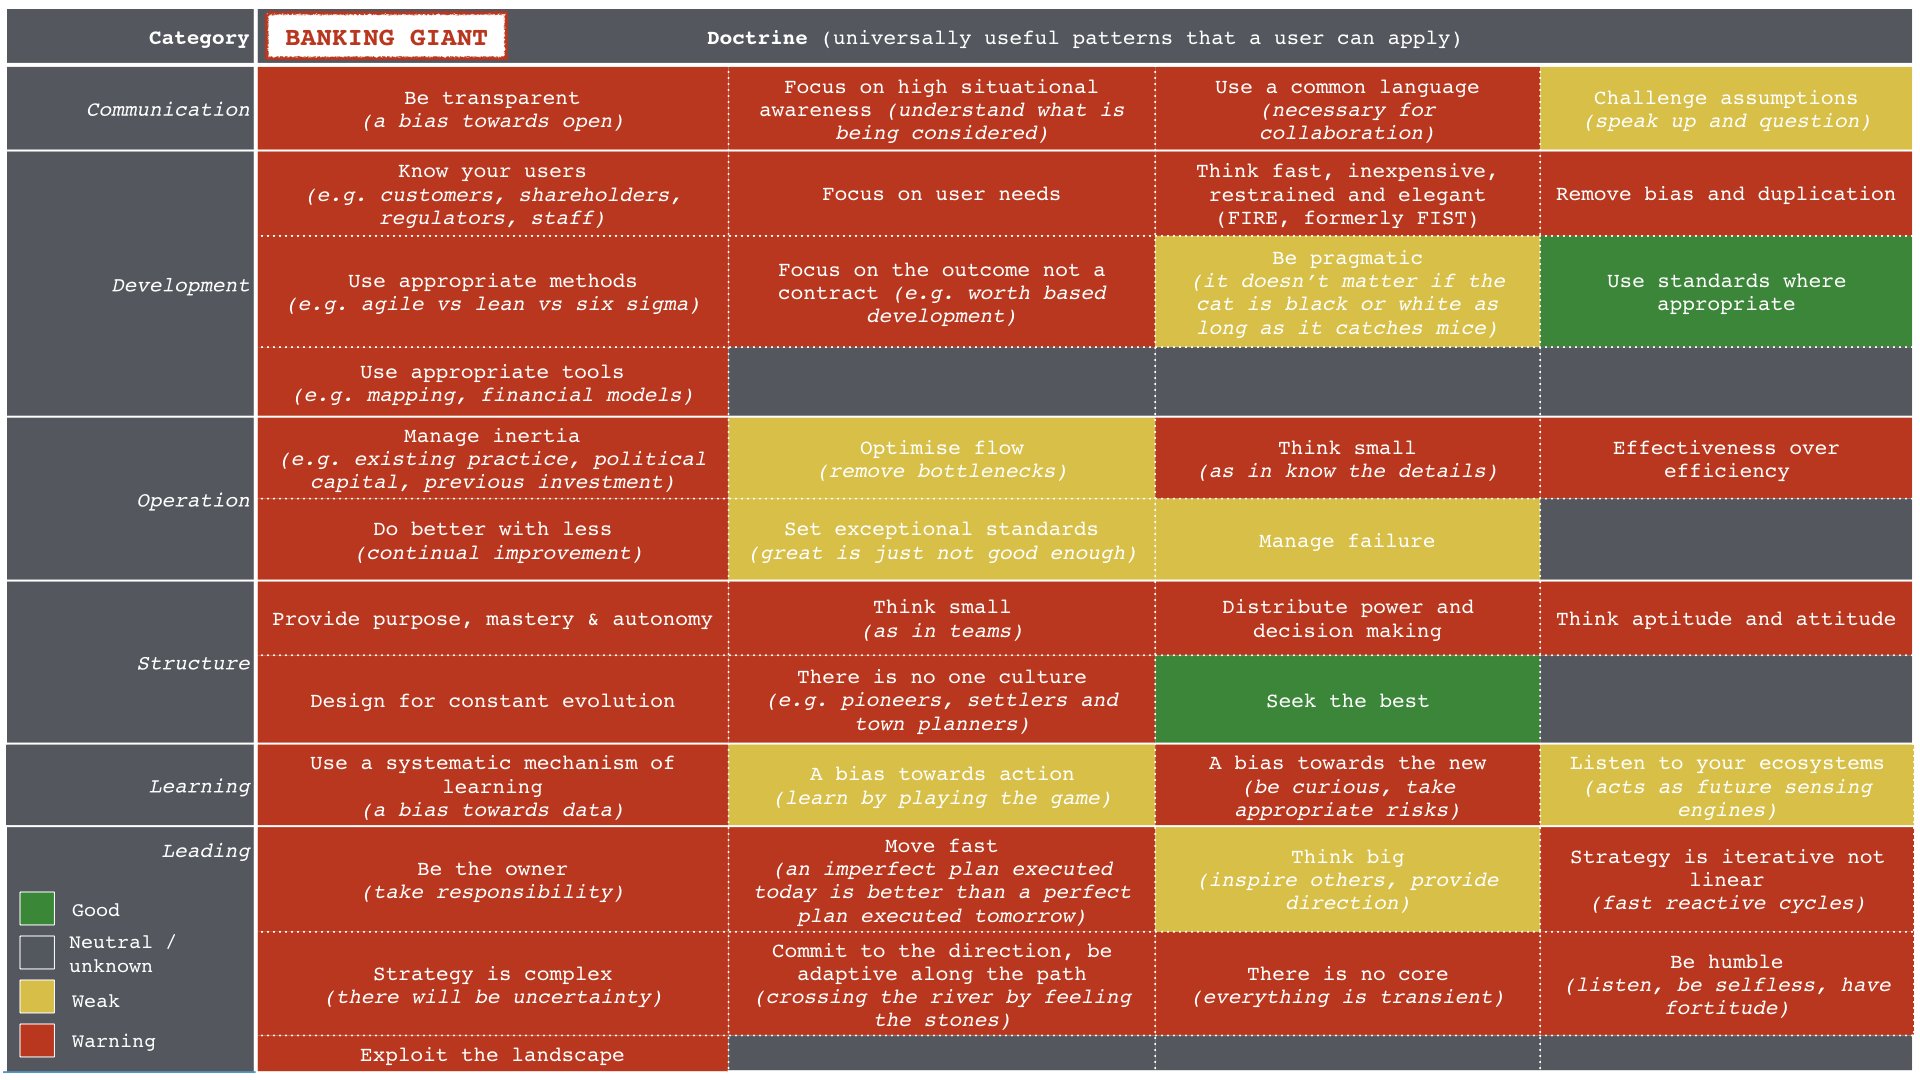 Category
BANKING GIANT
Doctrine (universally useful patterns that a user can apply)
Communication
Be transparent
(a bias towards open)
Focus on high situational
awareness (understand what is
being considered)
Use a common language
(necessary for
collaboration)
Challenge assumptions
(speak up and question)
Development
Know your users
(e.g. customers, shareholders,
regulators, staff)
Focus on user needs
Think fast, inexpensive,
restrained and elegant
(FIRE, formerly FIST)
Remove bias and duplication
Use appropriate methods
(e.g. agile vs lean vs six sigma)
Focus on the outcome not a
contract (e.g. worth based
development)
Be pragmatic
(it doesn’t matter if the
cat is black or white as
long as it catches mice)
Use standards where
appropriate
Use appropriate tools
(e.g. mapping, financial models)
Operation
Manage inertia
(e.g. existing practice, political
capital, previous investment)
Optimise flow
(remove bottlenecks)
Think small
(as in know the details)
Effectiveness over
efficiency
Do better with less
(continual improvement)
Set exceptional standards
(great is just not good enough)
Manage failure
Structure
Provide purpose, mastery & autonomy
Think small
(as in teams)
Distribute power and
decision making
Think aptitude and attitude
Design for constant evolution
There is no one culture
(e.g. pioneers, settlers and
town planners)
Seek the best
Learning
Use a systematic mechanism of
learning
(a bias towards data)
A bias towards action
(learn by playing the game)
A bias towards the new
(be curious, take
appropriate risks)
Listen to your ecosystems
(acts as future sensing
engines)
Leading
Be the owner
(take responsibility)
Move fast
(an imperfect plan executed
today is better than a perfect
plan executed tomorrow)
Think big
(inspire others, provide
direction)
Strategy is iterative not
linear
(fast reactive cycles)
Strategy is complex
(there will be uncertainty)
Commit to the direction, be
adaptive along the path
(crossing the river by feeling
the stones)
There is no core
(everything is transient)
Be humble
(listen, be selfless, have
fortitude)
Exploit the landscape
Good
Neutral /
unknown
Weak
Warning